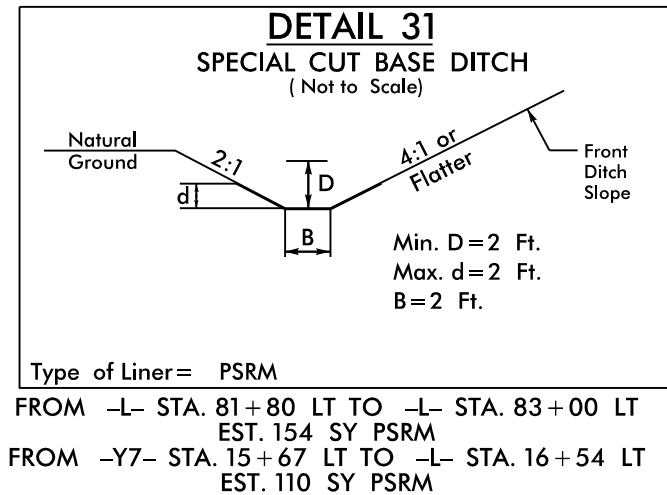 DETAIL 31
SPECIAL CUT BASE DITCH
( Not to Scale)
Natural
Ground
2:1
D
4:1 or
Flatter
Front
Ditch
Slope
d
B
Min. D=2 Ft.
Max. d=2 Ft.
B=2 Ft.
Type of Liner= PSRM
FROM -L- STA. 81+80 LT TO -L- STA. 83+00 LT
EST. 154 SY PSRM
FROM -Y7- STA. 15+67 LT TO -L- STA. 16+54 LT
EST. 110 SY PSRM